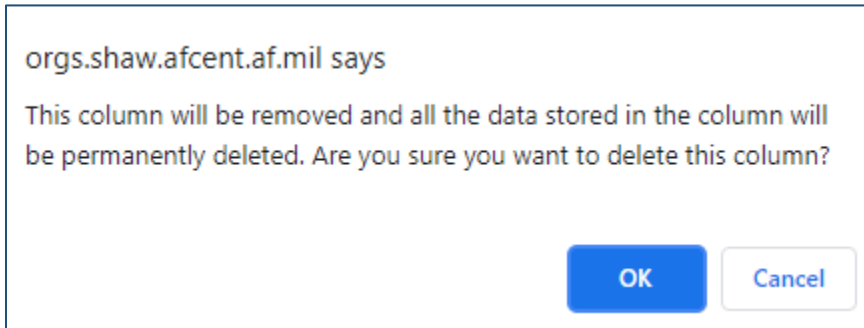 orgs.shaw.afcent.af.mil says
This column will be removed and all the data stored in the column will
be permanently deleted. Are you sure you want to delete this column?
OK Cancel